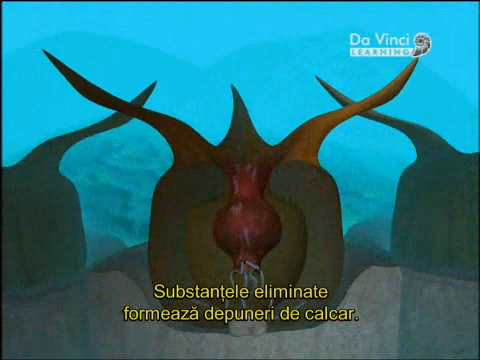 Da Vinci
LEARNING
Substanțele eliminate
formează depuneri de calcar.